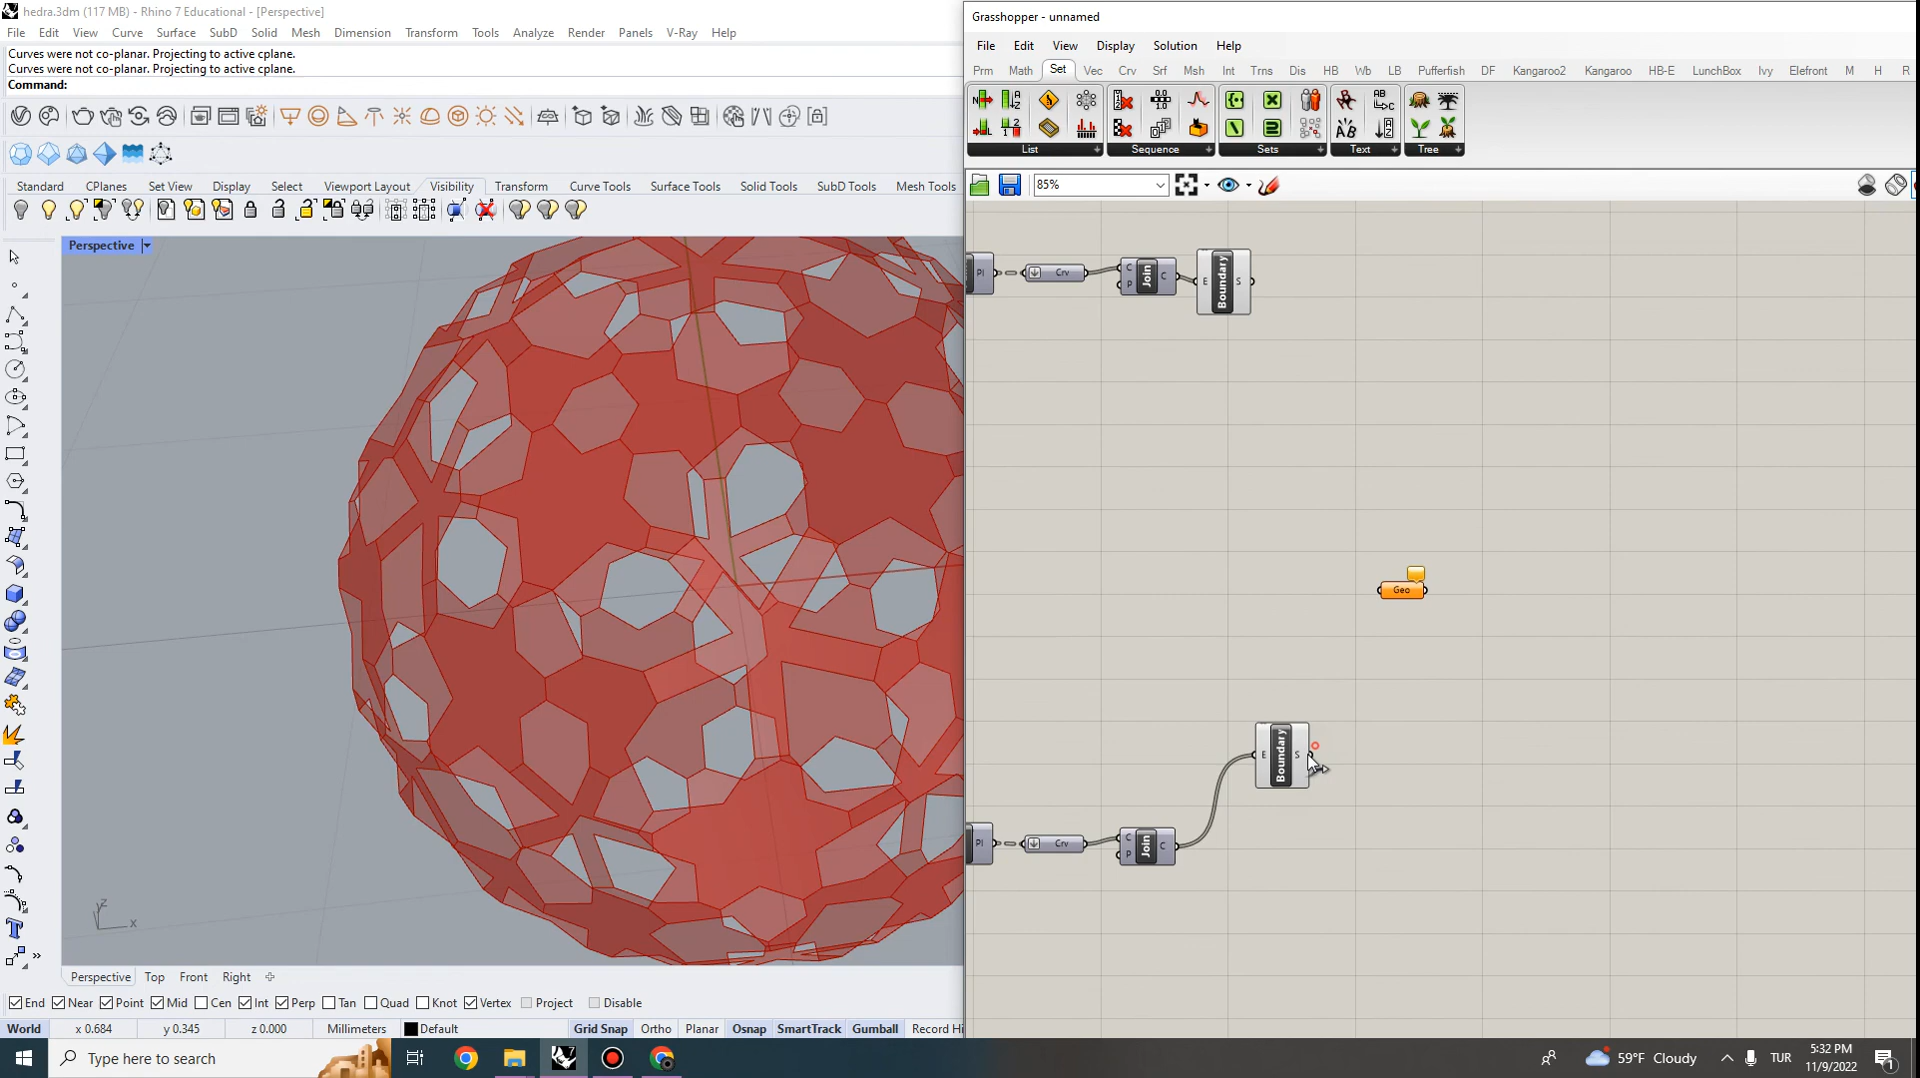 hedra.3dm (117 MB) - Rhino 7 Educational - [Perspective]
File Edit View Curve Surface SubD Solid Mesh Dimension Transform Tools Analyze Render Panels V-Ray Help
Curves were not co-planar. Projecting to active cplane.
Curves were not co-planar. Projecting to active cplane.
Command:
Standard CPlanes Set View Display Select Viewport Layout Visibility Transform Curve Tools Surface Tools Solid Tools SubD Tools Mesh Tools
Perspective
z
x
Perspective Top Front Right
End Near Point Mid Cen Int Perp Tan Quad Knot Vertex Project Disable
World x 0.684 y 0.345 z 0.000 Millimeters Default Grid Snap Ortho Planar Osnap SmartTrack Gumball Record Hi
Grasshopper - unnamed
File Edit View Display Solution Help
Prm Math Set Vec Crv Srf Msh Int Trns Dis HB Wb LB Pufferfish DF Kangaroo2 Kangaroo HB-E LunchBox Ivy Elefront M H R
List Sequence Sets Text Tree
85%
Pl Crv C P Join C E Boundary S
Geo
E Boundary S
Pl Crv C P Join C
Type here to search
59°F Cloudy
TUR
5:32 PM
11/9/2022
1